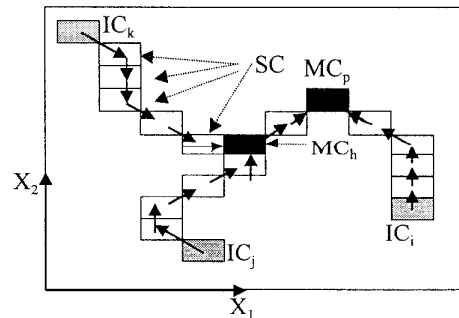 IC_k
SC
MC_p
MC_h
X_2
IC_i
IC_j
X_1